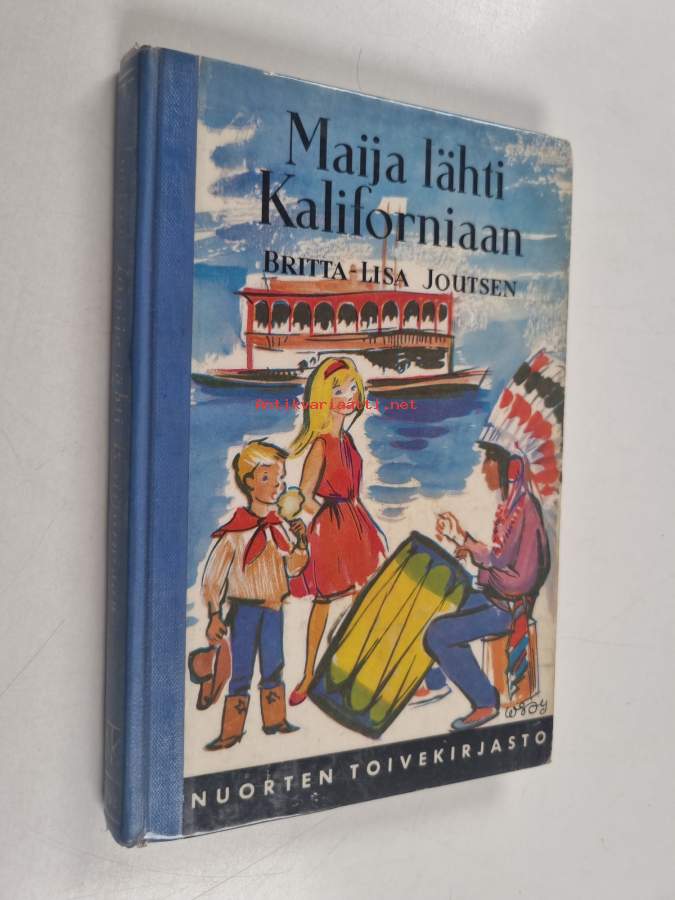 Maija lähti
Kaliforniaan
BRITTA-LISA JOUTSEN
Antikvariaatti.net
NUORTEN TOIVEKIRJASTO